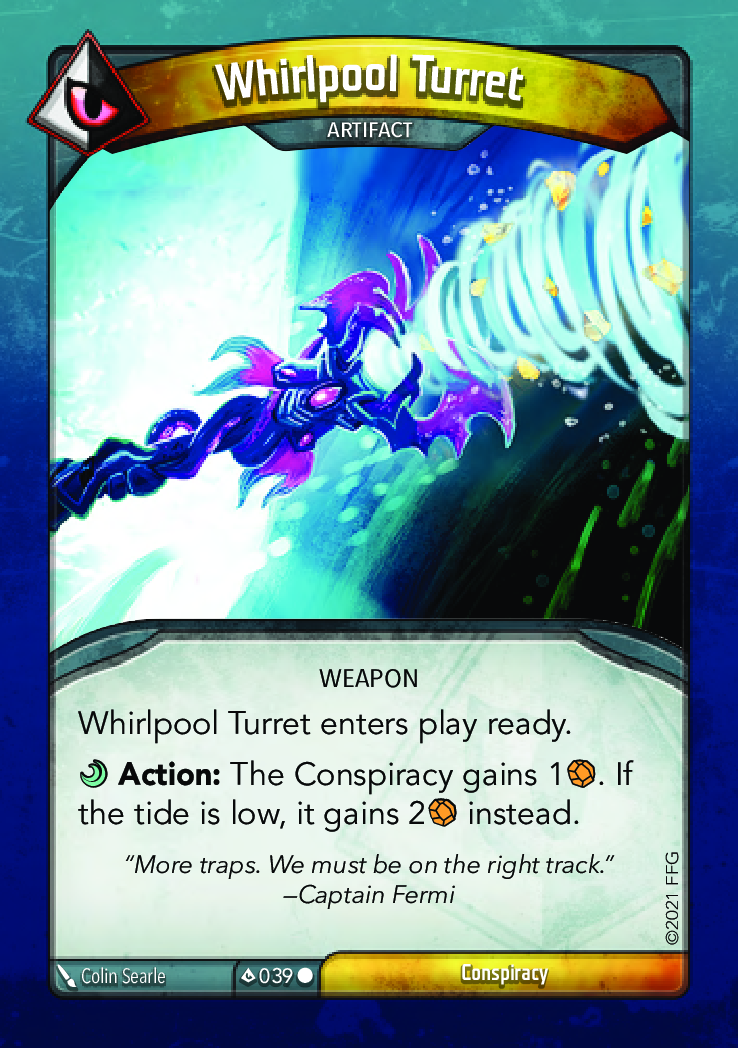 Whirlpool Turret
ARTIFACT
WEAPON
Whirlpool Turret enters play ready.
Action: The Conspiracy gains 1. If
the tide is low, it gains 2 instead.
“More traps. We must be on the right track.”
–Captain Fermi
©2021 FFG
Colin Searle
039
Conspiracy